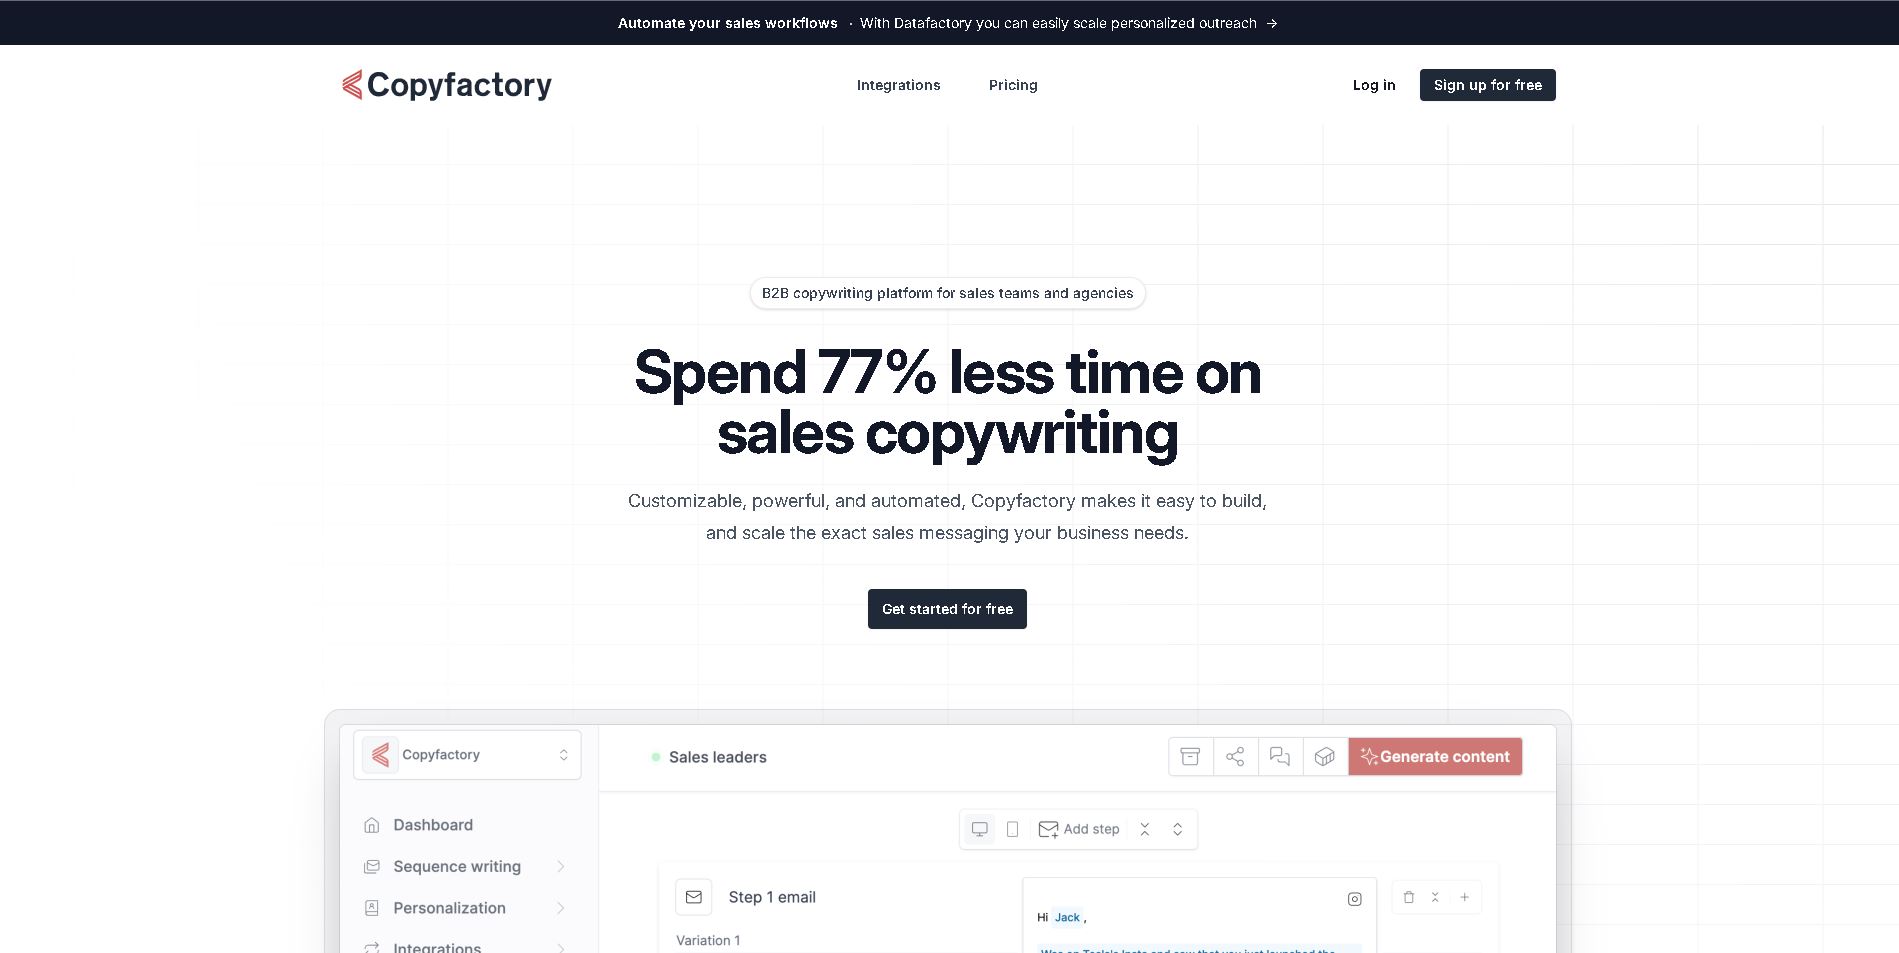 Automate your sales workflows · With Datafactory you can easily scale personalized outreach →
Copyfactory
Integrations
Pricing
Log in
Sign up for free
B2B copywriting platform for sales teams and agencies
Spend 77% less time on
sales copywriting
Customizable, powerful, and automated, Copyfactory makes it easy to build,
and scale the exact sales messaging your business needs.
Get started for free
Copyfactory
Sales leaders
Generate content
Dashboard
Add step
Sequence writing
Step 1 email
Personalization
Hi Jack ,
Integrations
Variation 1